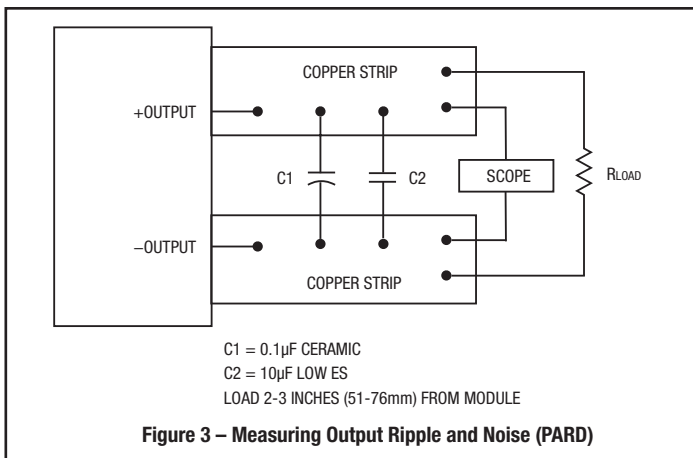 COPPER STRIP
+OUTPUT
C1
C2
SCOPE
RLOAD
−OUTPUT
COPPER STRIP
C1 = 0.1µF CERAMIC
C2 = 10µF LOW ES
LOAD 2-3 INCHES (51-76mm) FROM MODULE
Figure 3 – Measuring Output Ripple and Noise (PARD)